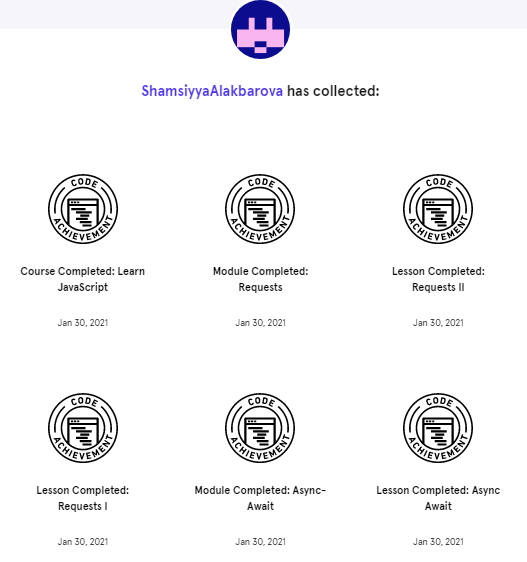 ShamsiyyaAlakbarova has collected:
CODE CODE CODE
ACHIEVEMENT ACHIEVEMENT ACHIEVEMENT
Course Completed: Learn
JavaScript
Module Completed:
Requests
Lesson Completed:
Requests II
Jan 30, 2021 Jan 30, 2021 Jan 30, 2021
CODE CODE CODE
ACHIEVEMENT ACHIEVEMENT ACHIEVEMENT
Lesson Completed:
Requests I
Module Completed: Async-
Await
Lesson Completed: Async
Await
Jan 30, 2021 Jan 30, 2021 Jan 30, 2021